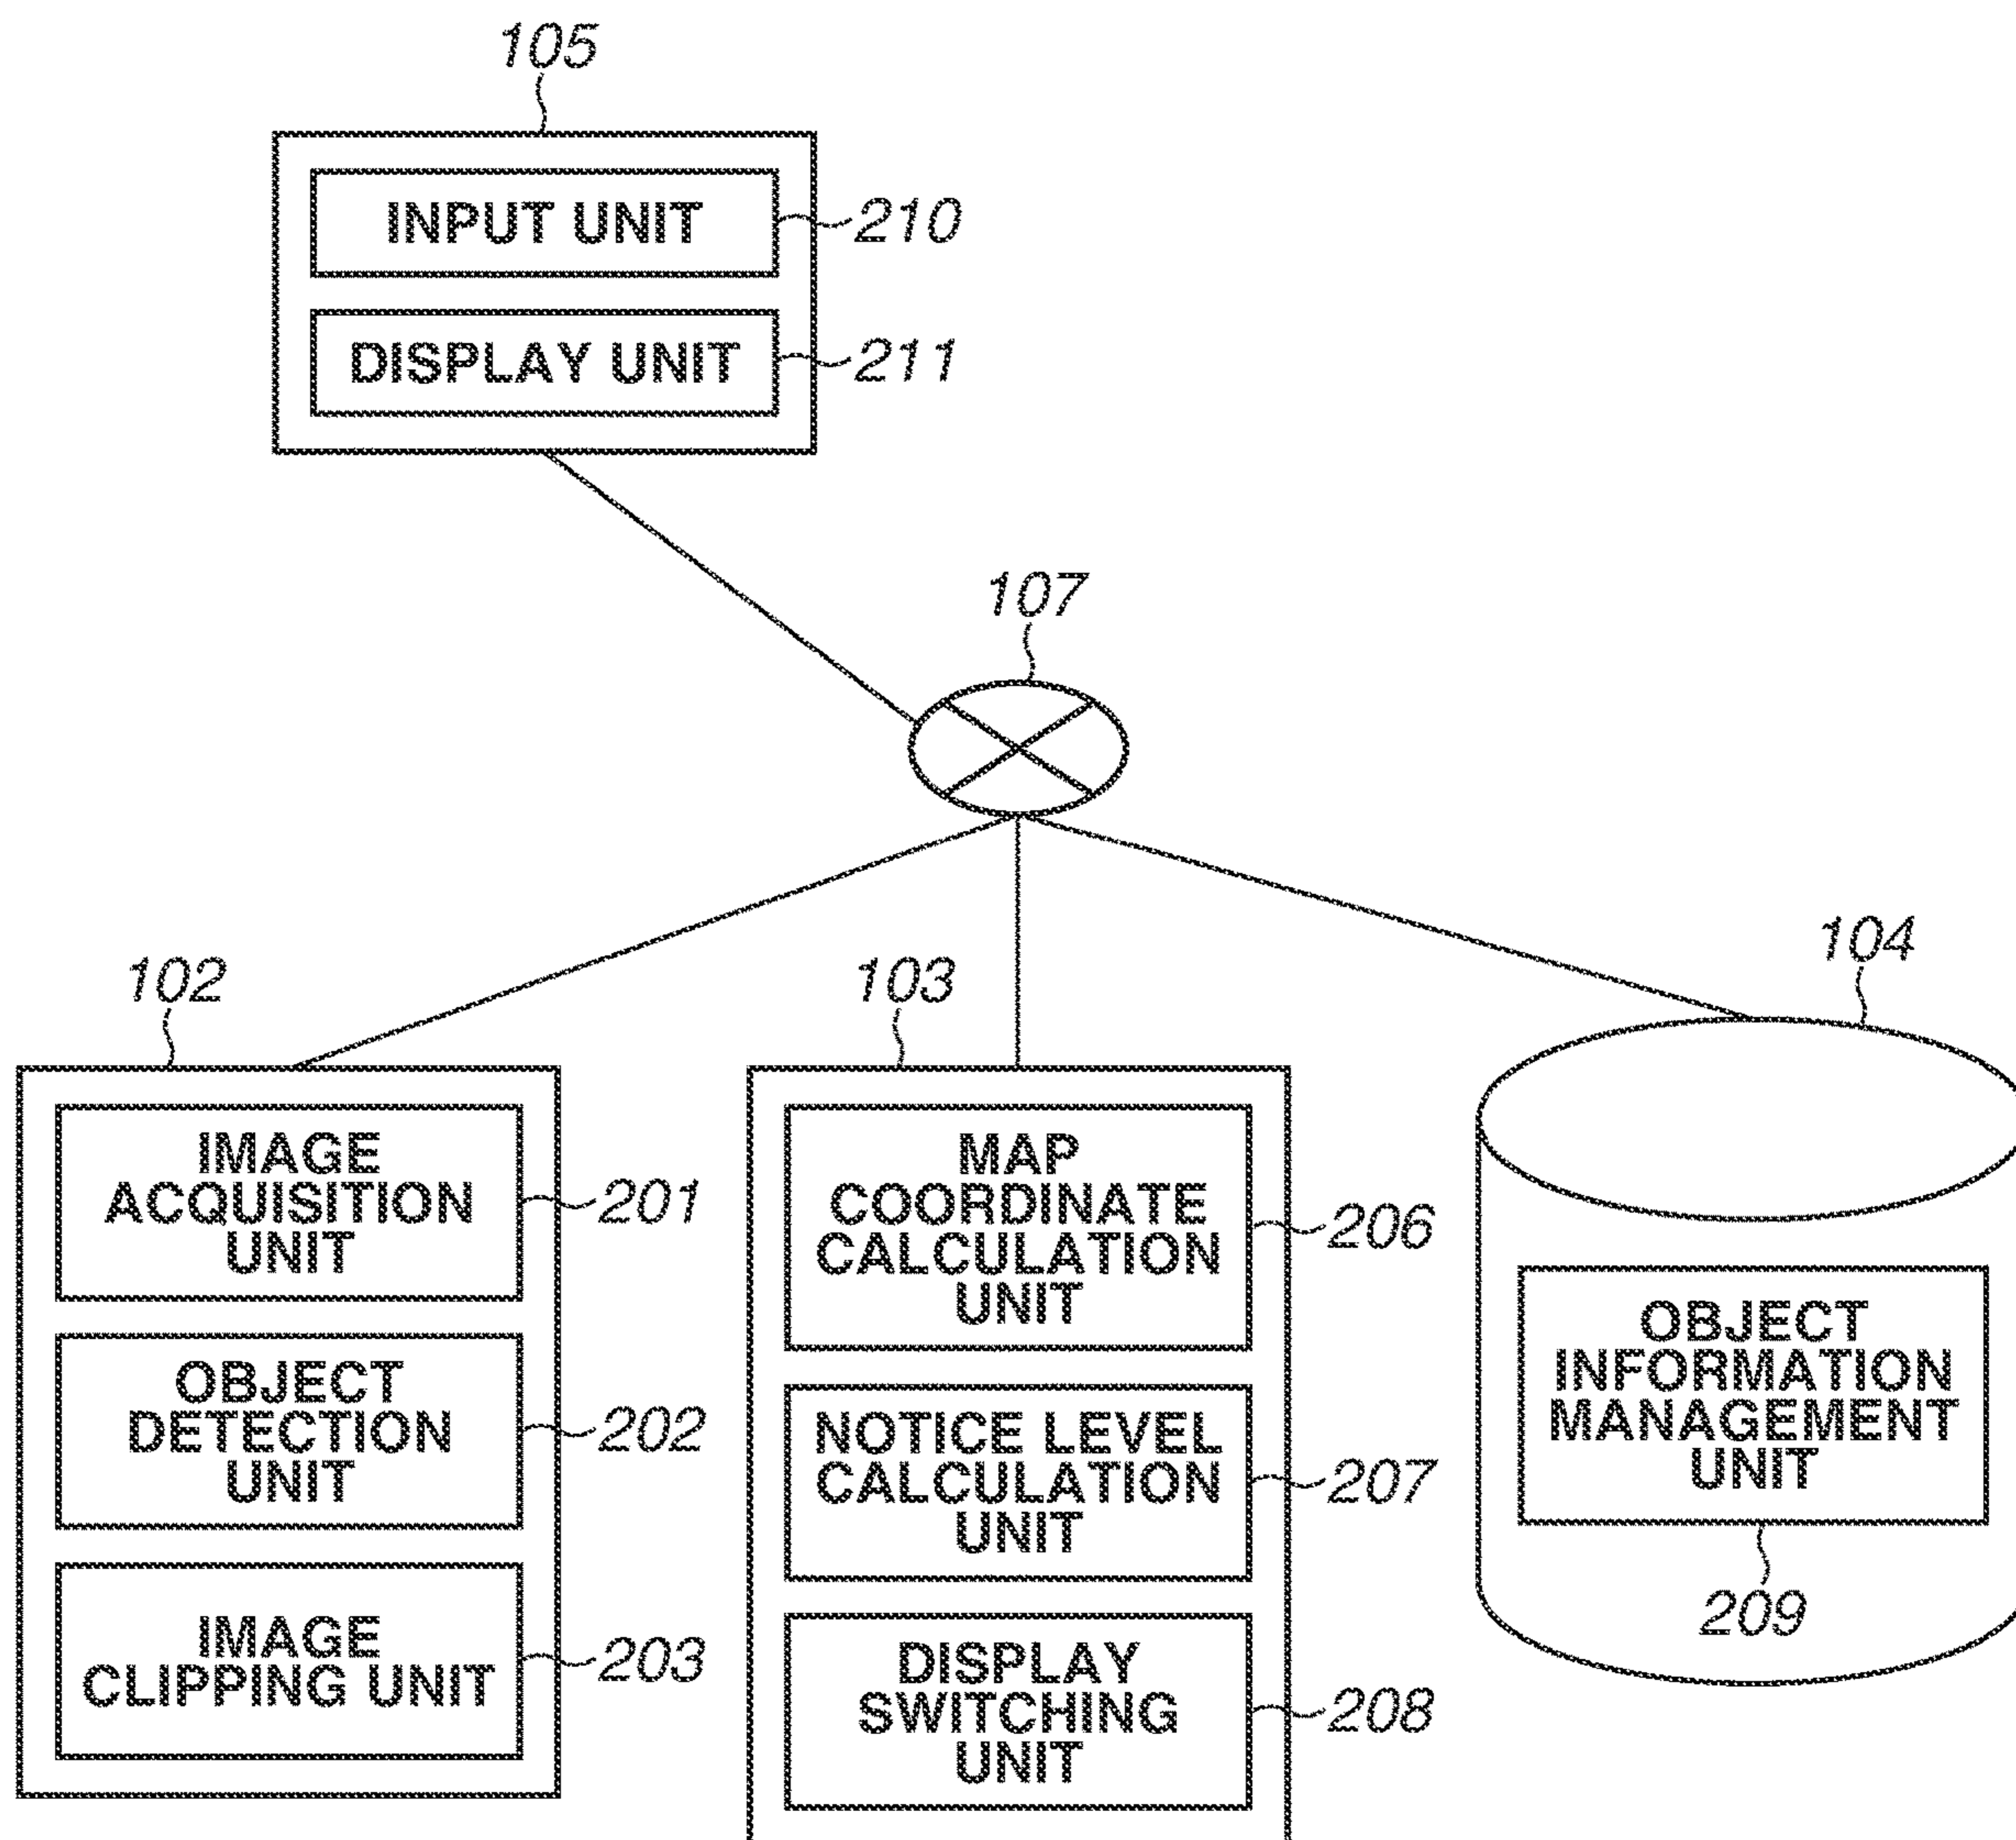 105
INPUT UNIT
210
DISPLAY UNIT
211
107
102
IMAGE
ACQUISITION
UNIT
201
OBJECT
DETECTION
UNIT
202
IMAGE
CLIPPING UNIT
203
103
MAP
COORDINATE
CALCULATION
UNIT
206
NOTICE LEVEL
CALCULATION
UNIT
207
DISPLAY
SWITCHING
UNIT
208
104
OBJECT
INFORMATION
MANAGEMENT
UNIT
209